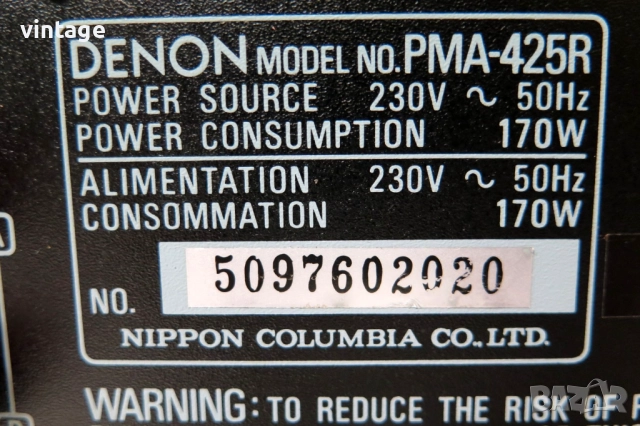 vintage
DENON MODEL NO. PMA-425R
POWER SOURCE 230V ~ 50Hz
POWER CONSUMPTION 170W
ALIMENTATION 230V ~ 50Hz
CONSOMMATION 170W
NO. 5097602020
NIPPON COLUMBIA CO., LTD.
WARNING: TO REDUCE THE RISK OF